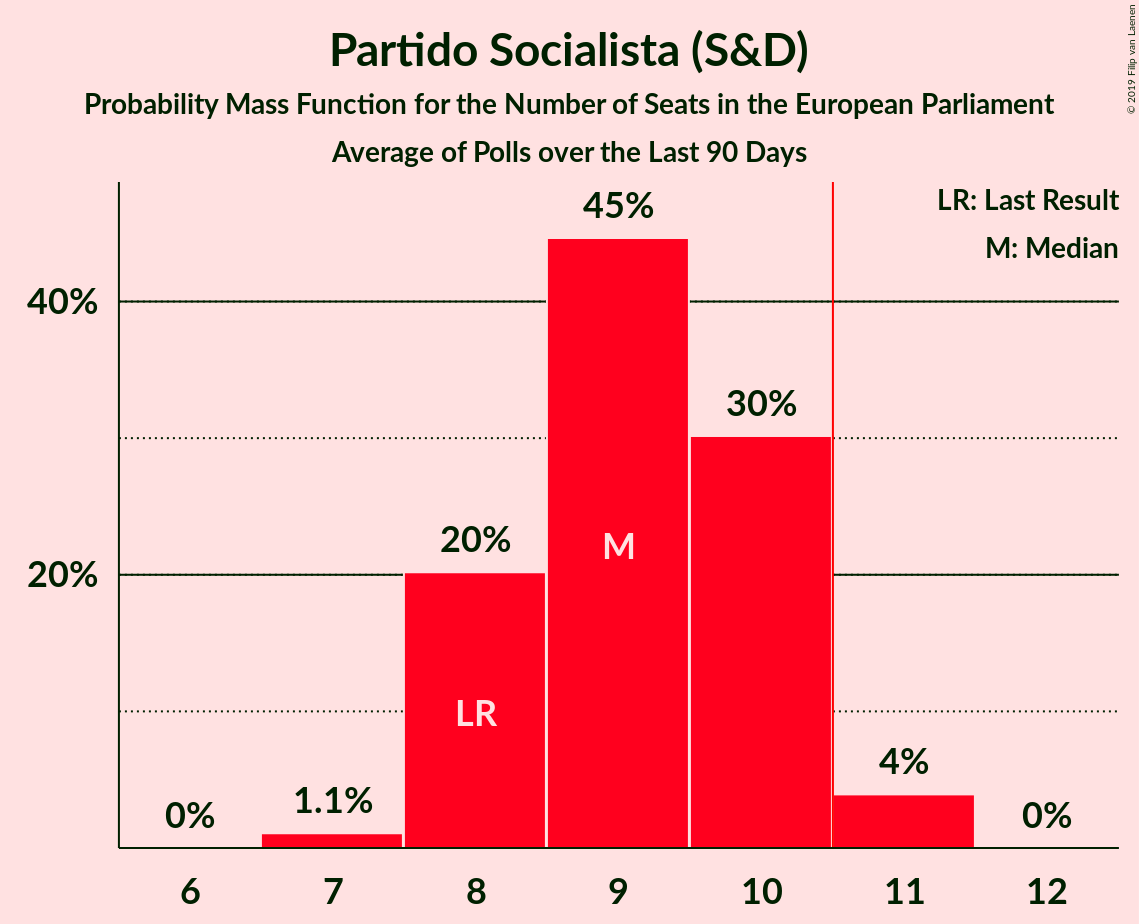 Partido Socialista (S&D)
Probability Mass Function for the Number of Seats in the European Parliament
Average of Polls over the Last 90 Days
© 2019 Filip van Laenen
LR: Last Result
M: Median
40%
20%
0%
1.1%
20%
45%
30%
4%
0%
LR
M
6 7 8 9 10 11 12